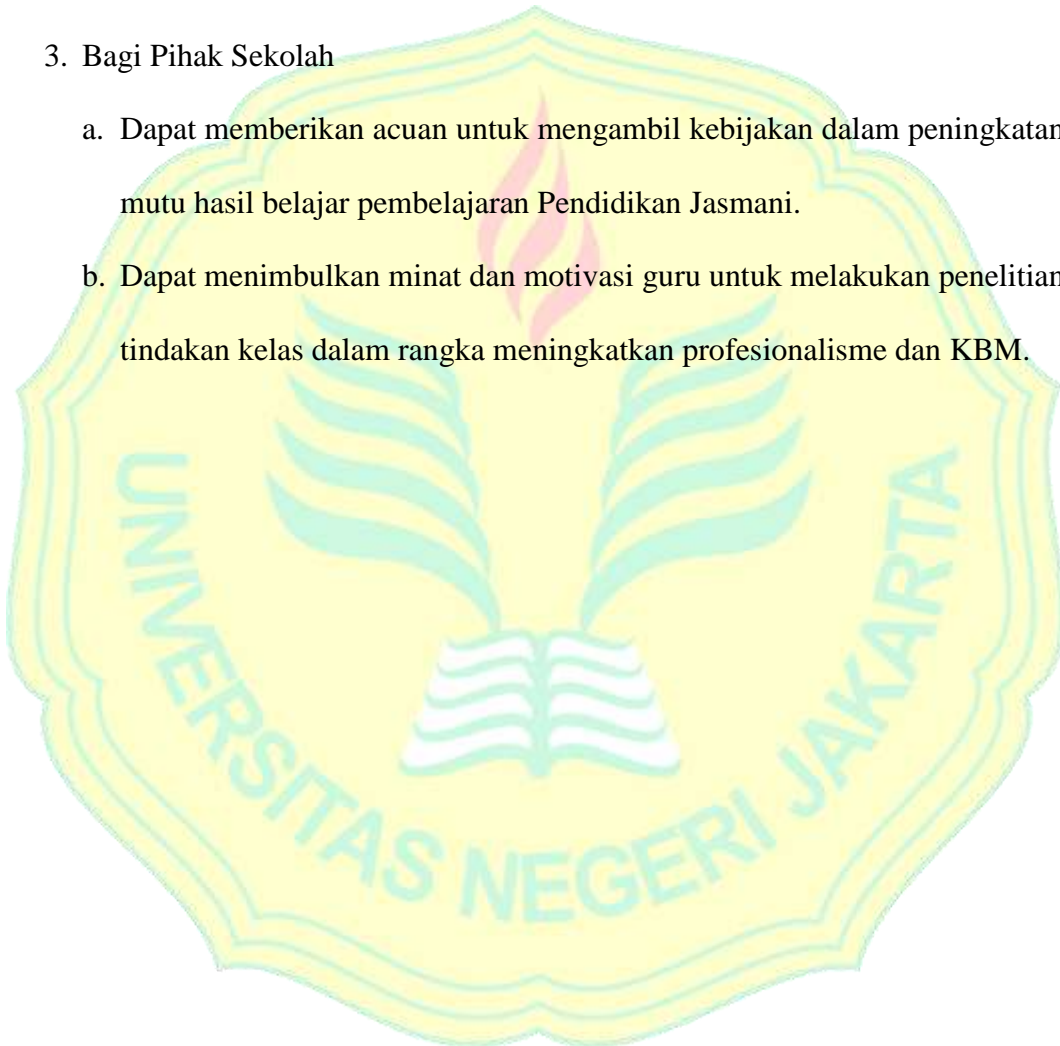 3. Bagi Pihak Sekolah
a. Dapat memberikan acuan untuk mengambil kebijakan dalam peningkatan
mutu hasil belajar pembelajaran Pendidikan Jasmani.
b. Dapat menimbulkan minat dan motivasi guru untuk melakukan penelitian
tindakan kelas dalam rangka meningkatkan profesionalisme dan KBM.
UNIVERSITAS NEGERI JAKARTA